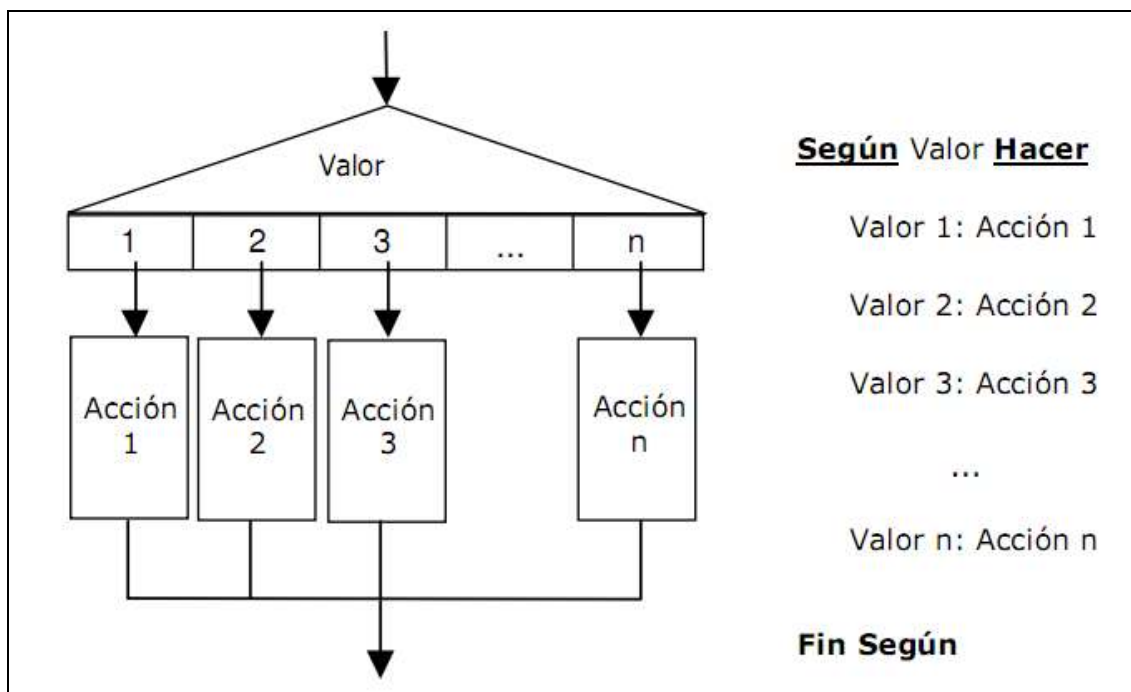 Valor
1 2 3 ... n
Acción 1
Acción 2
Acción 3
Acción n
Según Valor Hacer
Valor 1: Acción 1
Valor 2: Acción 2
Valor 3: Acción 3
...
Valor n: Acción n
Fin Según